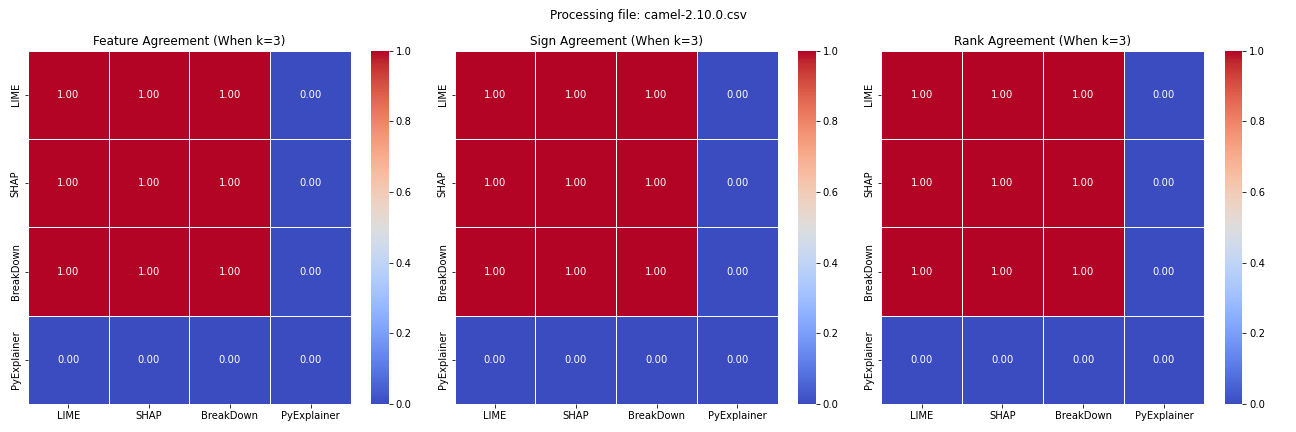 Processing file: camel-2.10.0.csv
Feature Agreement (When k=3)
LIME
1.00 1.00 1.00 0.00
SHAP
1.00 1.00 1.00 0.00
BreakDown
1.00 1.00 1.00 0.00
PyExplainer
0.00 0.00 0.00 0.00
LIME SHAP BreakDown PyExplainer
1.0
0.8
0.6
0.4
0.2
0.0
Sign Agreement (When k=3)
LIME
1.00 1.00 1.00 0.00
SHAP
1.00 1.00 1.00 0.00
BreakDown
1.00 1.00 1.00 0.00
PyExplainer
0.00 0.00 0.00 0.00
LIME SHAP BreakDown PyExplainer
1.0
0.8
0.6
0.4
0.2
0.0
Rank Agreement (When k=3)
LIME
1.00 1.00 1.00 0.00
SHAP
1.00 1.00 1.00 0.00
BreakDown
1.00 1.00 1.00 0.00
PyExplainer
0.00 0.00 0.00 0.00
LIME SHAP BreakDown PyExplainer
1.0
0.8
0.6
0.4
0.2
0.0